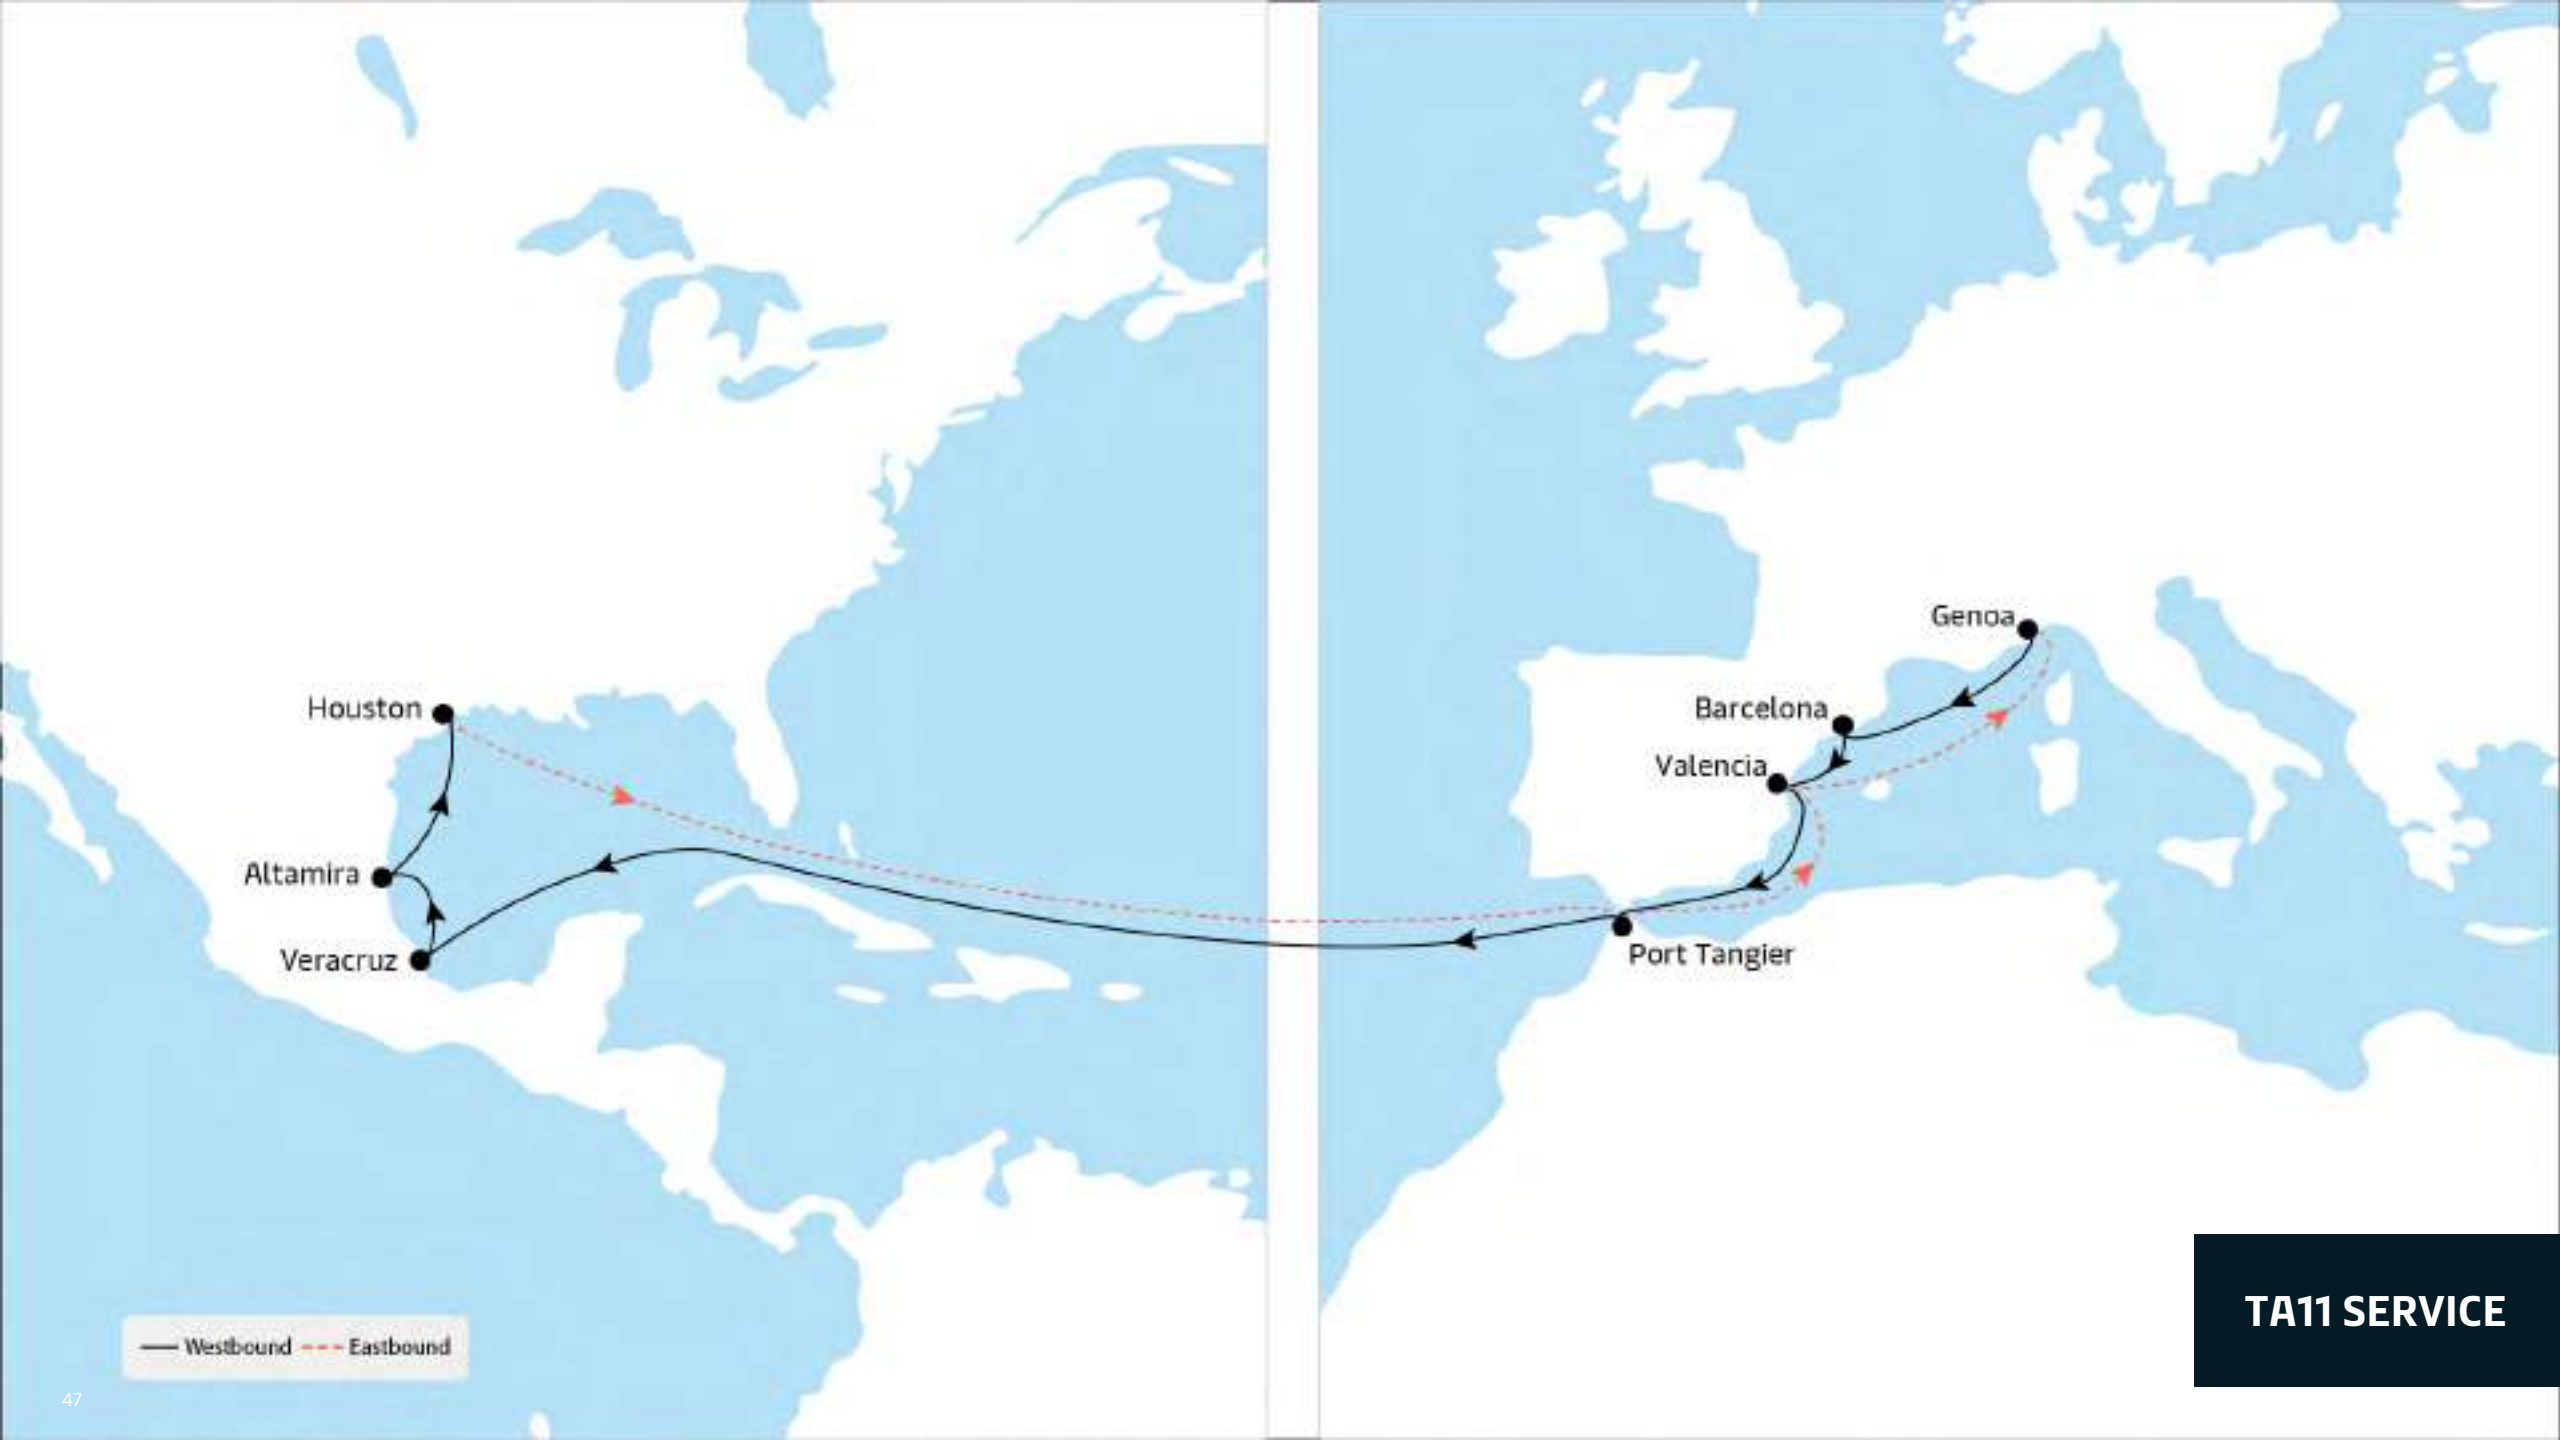 Genoa
Barcelona
Houston
Valencia
Altamira
Veracruz
Port Tangier
TA11 SERVICE
Westbound Eastbound
47